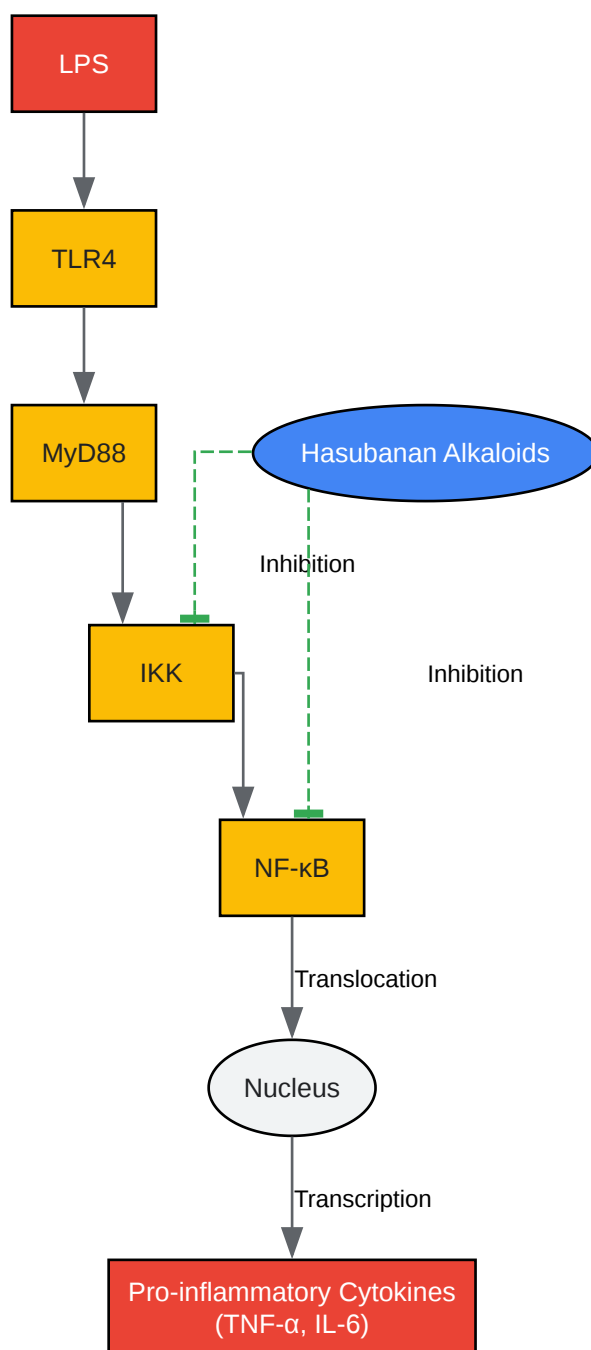 LPS
TLR4
MyD88
Hasubanan Alkaloids
Inhibition
IKK
Inhibition
NF-κB
Translocation
Nucleus
Transcription
Pro-inflammatory Cytokines
(TNF-α, IL-6)